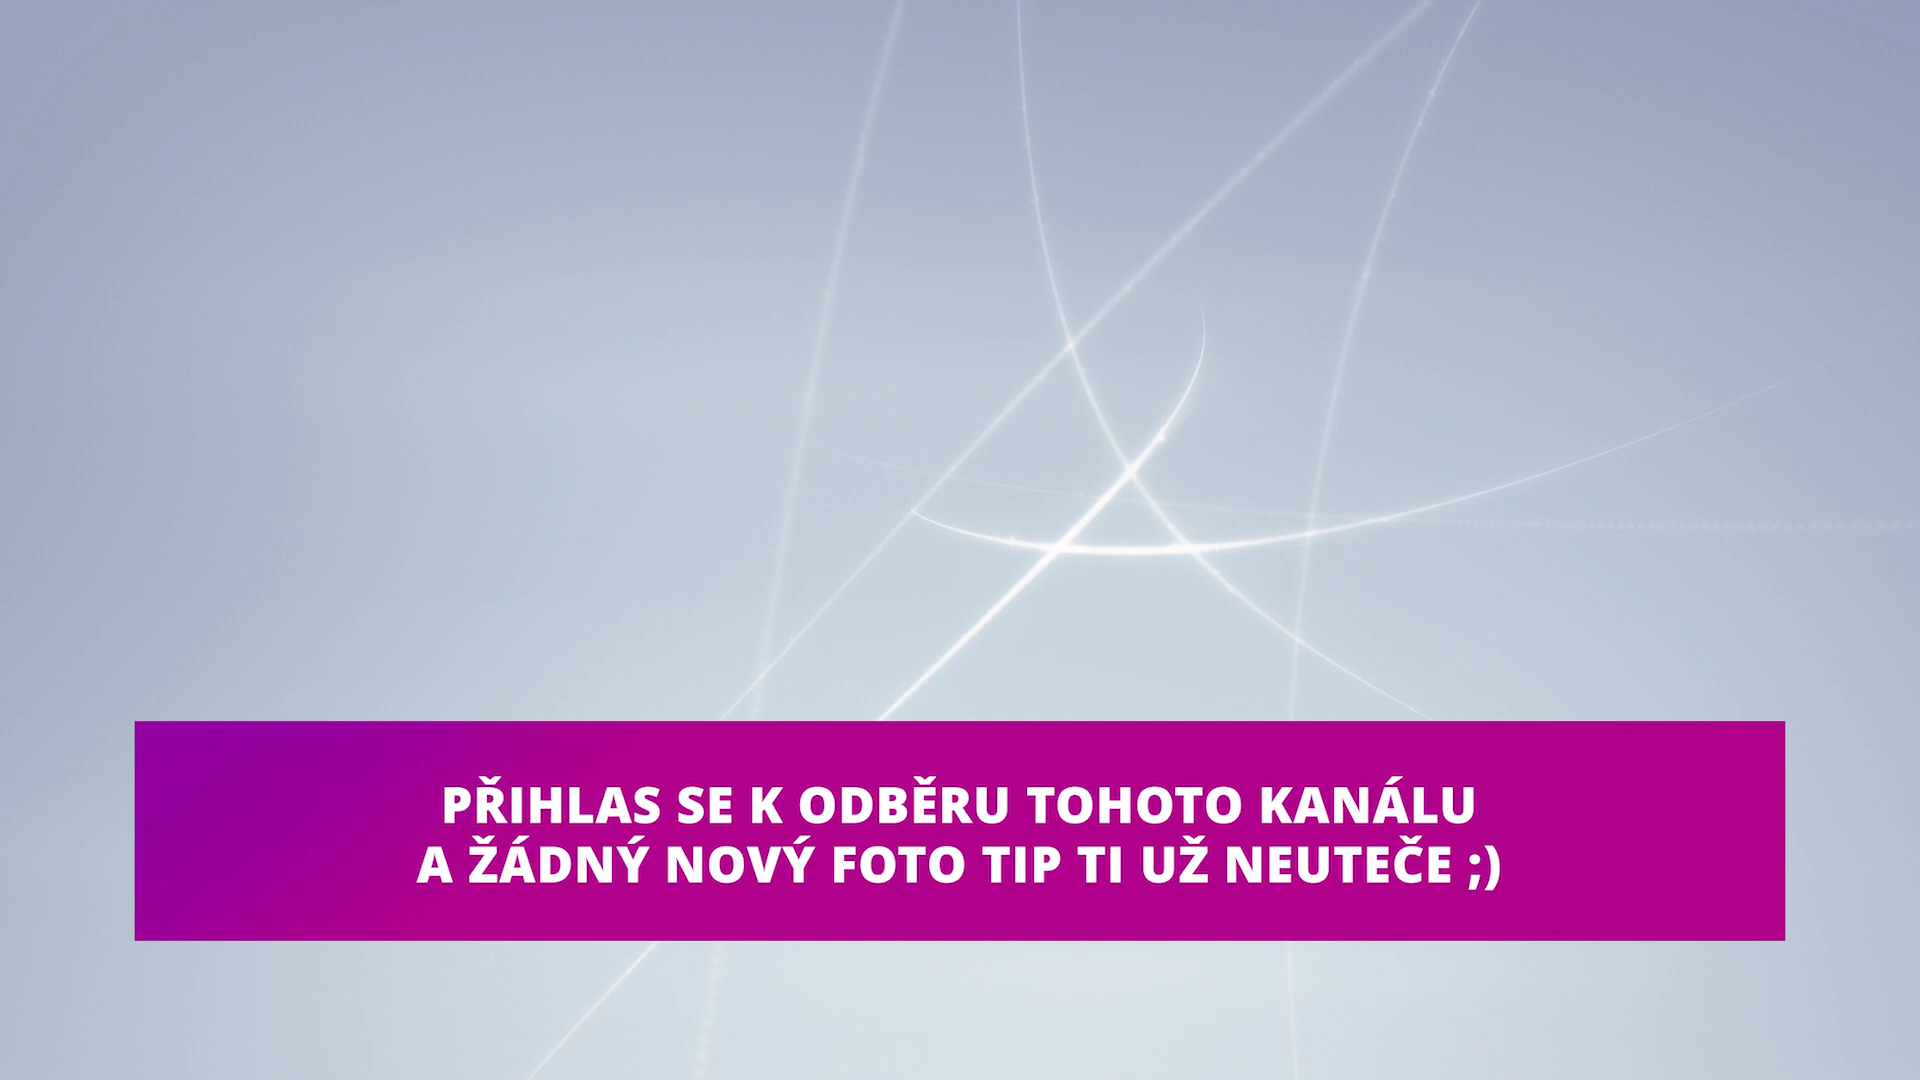 PŘIHLAS SE K ODBĚRU TOHOTO KANÁLU
A ŽÁDNÝ NOVÝ FOTO TIP TI UŽ NEUTEČE ;)